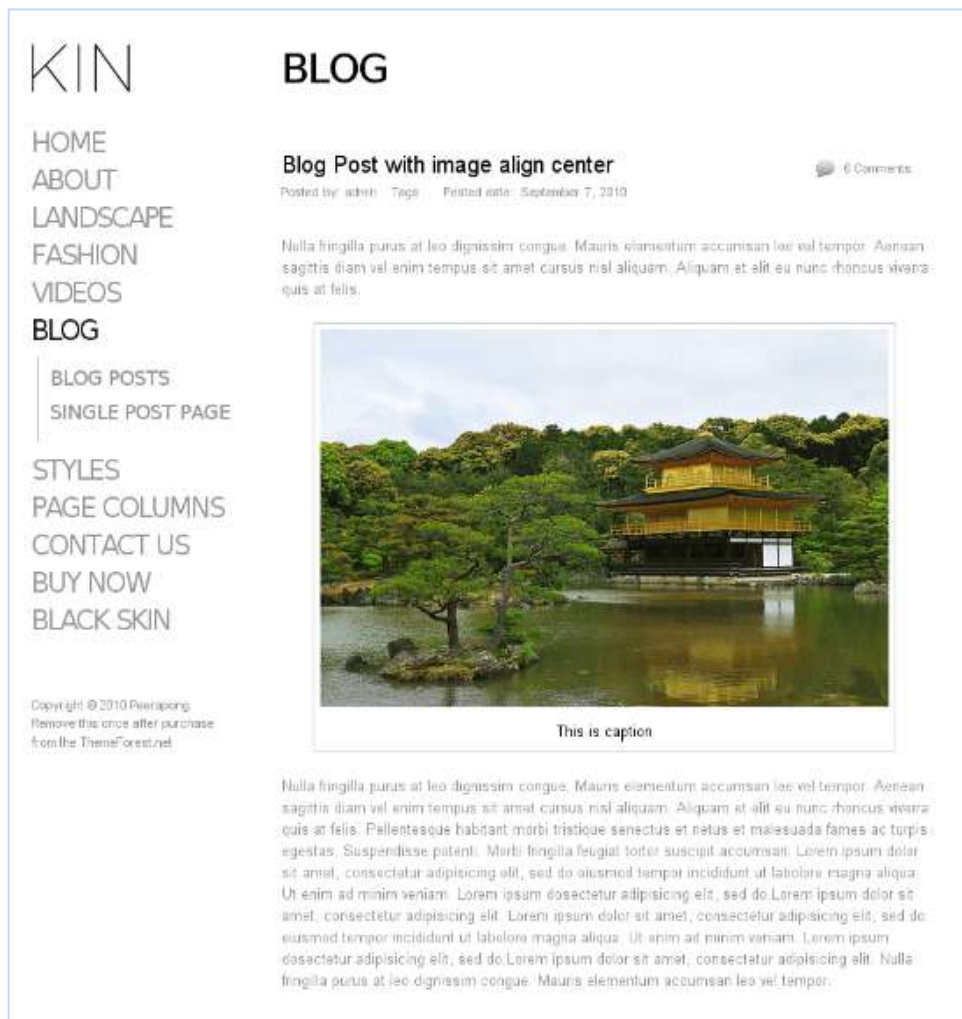 KIN
HOME
ABOUT
LANDSCAPE
FASHION
VIDEOS
BLOG
BLOG POSTS
SINGLE POST PAGE
STYLES
PAGE COLUMNS
CONTACT US
BUY NOW
BLACK SKIN
Copyright © 2010 Peerapong.
Remove this once after purchase
from the ThemeForest.net
BLOG
Blog Post with image align center
6 Comments
Posted by: admin Tags: Posted date: September 7, 2010
Nulla fringilla purus at leo dignissim congue. Mauris elementum accumsan leo vel tempor. Aenean
sagittis diam vel enim tempus sit amet cursus nisl aliquam. Aliquam et elit eu nunc rhoncus viverra
quis at felis.
This is caption
Nulla fringilla purus at leo dignissim congue. Mauris elementum accumsan leo vel tempor. Aenean
sagittis diam vel enim tempus sit amet cursus nisl aliquam. Aliquam et elit eu nunc rhoncus viverra
quis at felis. Pellentesque habitant morbi tristique senectus et netus et malesuada fames ac turpis
egestas. Suspendisse potenti. Morbi fringilla feugiat tortor suscipit accumsan. Lorem ipsum dolor
sit amet, consectetur adipisicing elit, sed do eiusmod tempor incididunt ut labolore magna aliqua.
Ut enim ad minim veniam. Lorem ipsum dosectetur adipisicing elit, sed do.Lorem ipsum dolor sit
amet, consectetur adipisicing elit. Lorem ipsum dolor sit amet, consectetur adipisicing elit, sed do
eiusmod tempor incididunt ut labolore magna aliqua. Ut enim ad minim veniam. Lorem ipsum
dosectetur adipisicing elit, sed do.Lorem ipsum dolor sit amet, consectetur adipisicing elit. Nulla
fringilla purus at leo dignissim congue. Mauris elementum accumsan leo vel tempor.